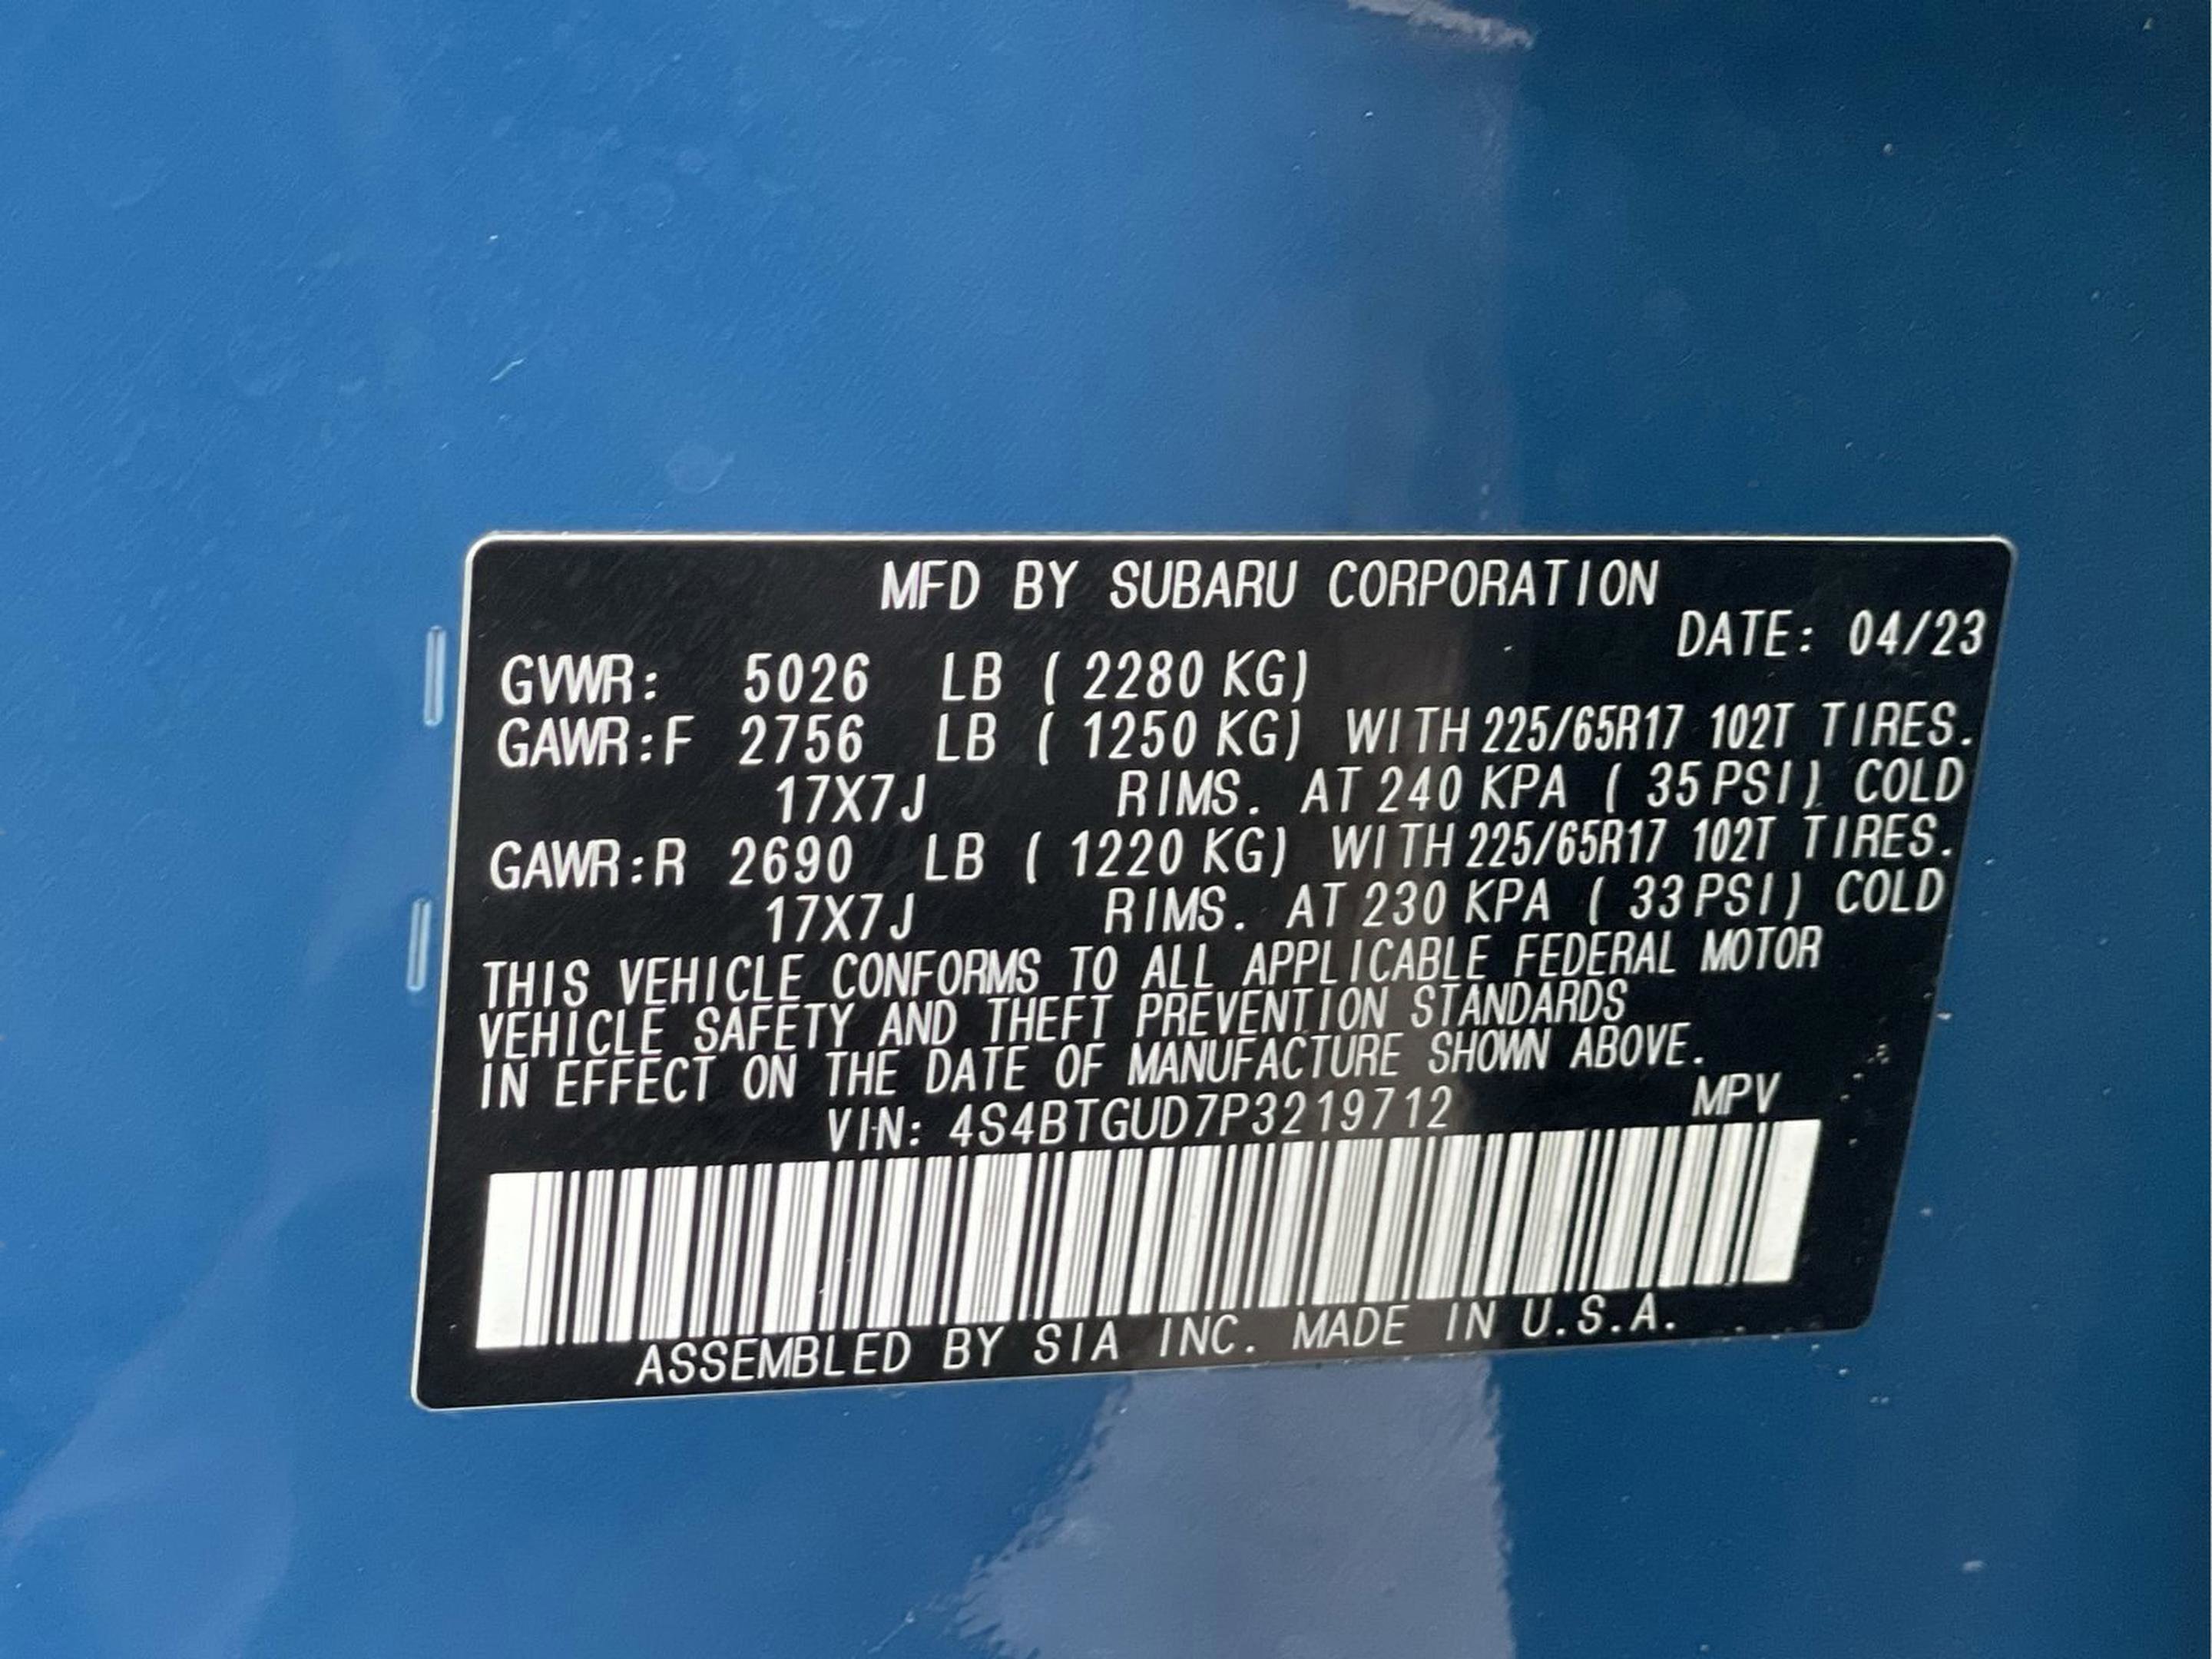 MFD BY SUBARU CORPORATION
DATE: 04/23
GVWR: 5026 LB ( 2280 KG)
GAWR:F 2756 LB ( 1250 KG) WITH 225/65R17 102T TIRES.
17X7J RIMS. AT 240 KPA ( 35 PSI) COLD
GAWR:R 2690 LB ( 1220 KG) WITH 225/65R17 102T TIRES.
17X7J RIMS. AT 230 KPA ( 33 PSI) COLD
THIS VEHICLE CONFORMS TO ALL APPLICABLE FEDERAL MOTOR
VEHICLE SAFETY AND THEFT PREVENTION STANDARDS
IN EFFECT ON THE DATE OF MANUFACTURE SHOWN ABOVE.
VIN: 4S4BTGUD7P3219712 MPV
ASSEMBLED BY SIA INC. MADE IN U.S.A.